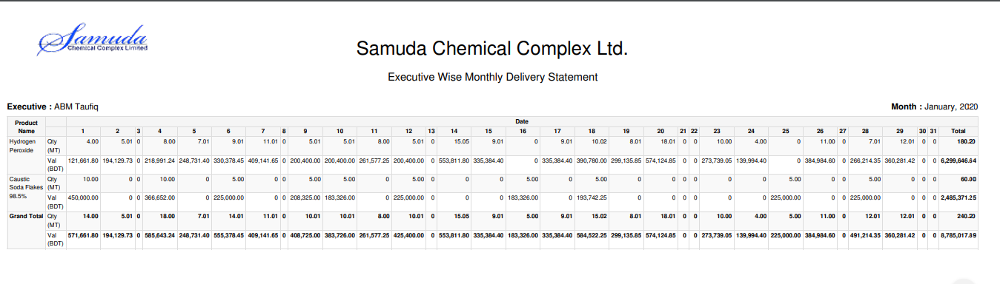 Samuda
Chemical Complex Limited
Samuda Chemical Complex Ltd.
Executive Wise Monthly Delivery Statement
Executive : ABM Taufiq
Month : January, 2020
Product Name Date
1 2 3 4 5 6 7 8 9 10 11 12 13 14 15 16 17 18 19 20 21 22 23 24 25 26 27 28 29 30 31 Total
Hydrogen Peroxide Qty (MT) 4.00 5.01 0 8.00 7.01 9.01 11.01 0 5.01 5.01 8.00 5.01 0 15.05 9.01 0 9.01 10.02 8.01 18.01 0 0 10.00 4.00 0 11.00 0 7.01 12.01 0 0 180.20
Val (BDT) 121,661.80 194,129.73 0 218,991.24 248,731.40 330,378.45 409,141.65 0 200,400.00 200,400.00 261,577.25 200,400.00 0 553,811.80 335,384.40 0 335,384.40 390,780.00 299,135.85 574,124.85 0 0 273,739.05 139,994.40 0 384,984.60 0 266,214.35 360,281.42 0 0 6,299,646.64
Caustic Soda Flakes 98.5% Qty (MT) 10.00 0 0 10.00 0 5.00 0 0 5.00 5.00 0 5.00 0 0 0 5.00 0 5.00 0 0 0 0 0 0 5.00 0 0 5.00 0 0 0 60.00
Val (BDT) 450,000.00 0 0 366,652.00 0 225,000.00 0 0 208,325.00 183,326.00 0 225,000.00 0 0 0 183,326.00 0 193,742.25 0 0 0 0 0 0 225,000.00 0 0 225,000.00 0 0 0 2,485,371.25
Grand Total Qty (MT) 14.00 5.01 0 18.00 7.01 14.01 11.01 0 10.01 10.01 8.00 10.01 0 15.05 9.01 5.00 9.01 15.02 8.01 18.01 0 0 10.00 4.00 5.00 11.00 0 12.01 12.01 0 0 240.20
Val (BDT) 571,661.80 194,129.73 0 585,643.24 248,731.40 555,378.45 409,141.65 0 408,725.00 383,726.00 261,577.25 425,400.00 0 553,811.80 335,384.40 183,326.00 335,384.40 584,522.25 299,135.85 574,124.85 0 0 273,739.05 139,994.40 225,000.00 384,984.60 0 491,214.35 360,281.42 0 0 8,785,017.89